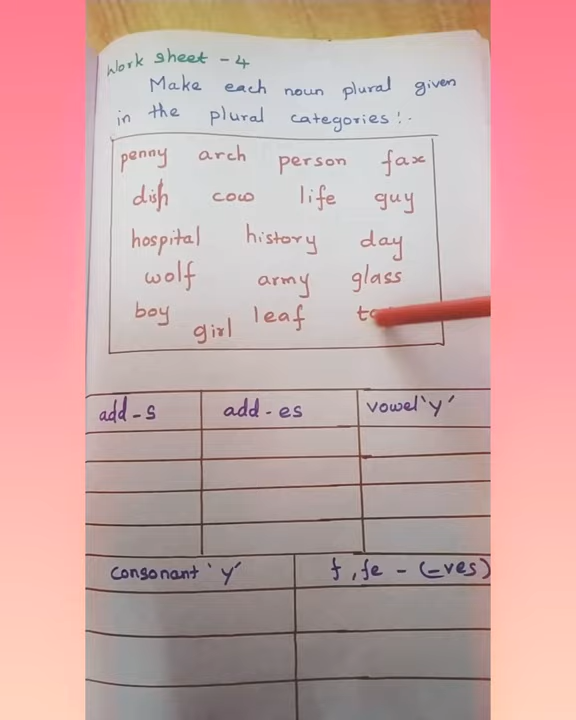 Work sheet - 4
Make each noun plural given
in the plural categories!.
penny arch person fax
dish cow life guy
hospital history day
wolf army glass
boy girl leaf
add-s add-es vowel 'y'
consonant 'y' f, fe - (-ves)